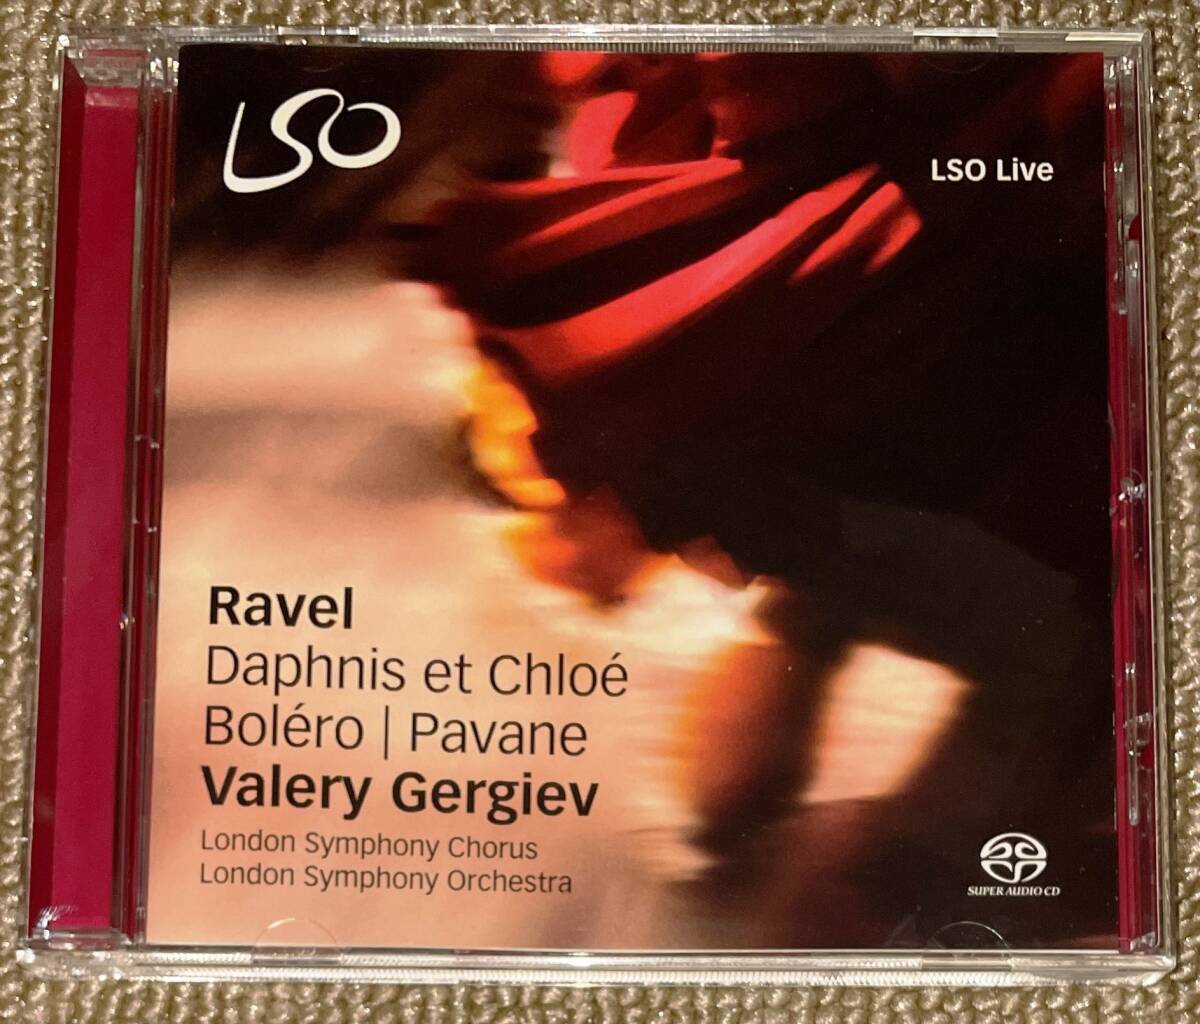 LSO
LSO Live
Ravel
Daphnis et Chloé
Boléro | Pavane
Valery Gergiev
London Symphony Chorus
London Symphony Orchestra
SUPER AUDIO CD